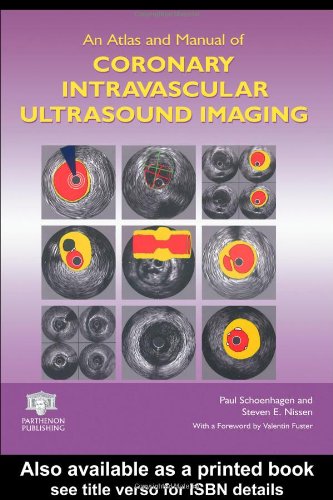 An Atlas and Manual of
CORONARY
INTRAVASCULAR
ULTRASOUND IMAGING
Paul Schoenhagen and
Steven E. Nissen
With a Foreword by Valentin Fuster
PARTHENON
PUBLISHING
Also available as a printed book
see title verso for ISBN details